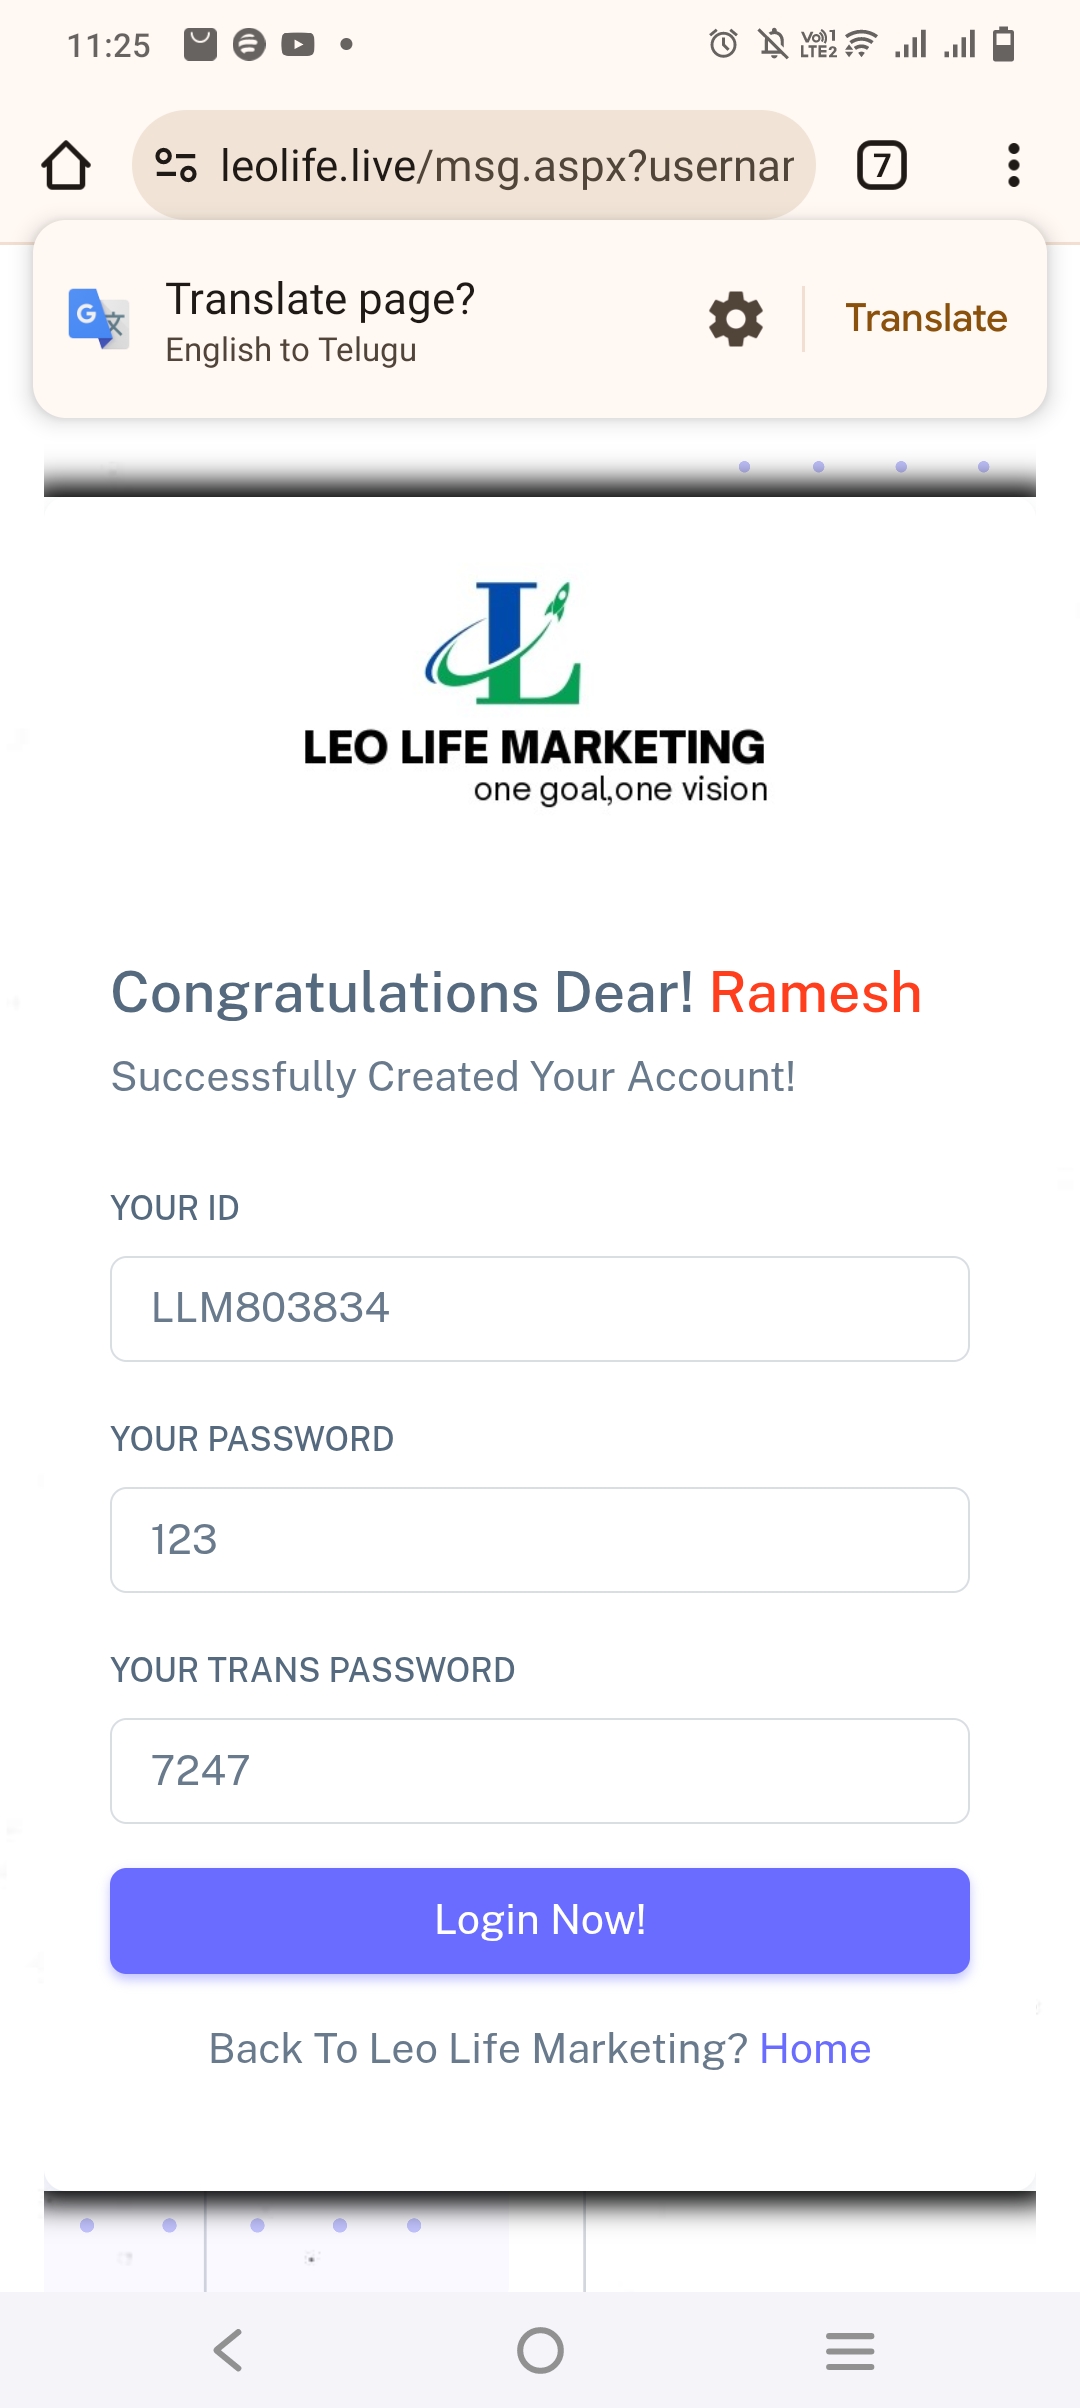 11:25
Vo))1
LTE2
leolife.live/msg.aspx?usernar
7
Translate page?
English to Telugu
Translate
LEO LIFE MARKETING
one goal,one vision
Congratulations Dear! Ramesh
Successfully Created Your Account!
YOUR ID
LLM803834
YOUR PASSWORD
123
YOUR TRANS PASSWORD
7247
Login Now!
Back To Leo Life Marketing? Home